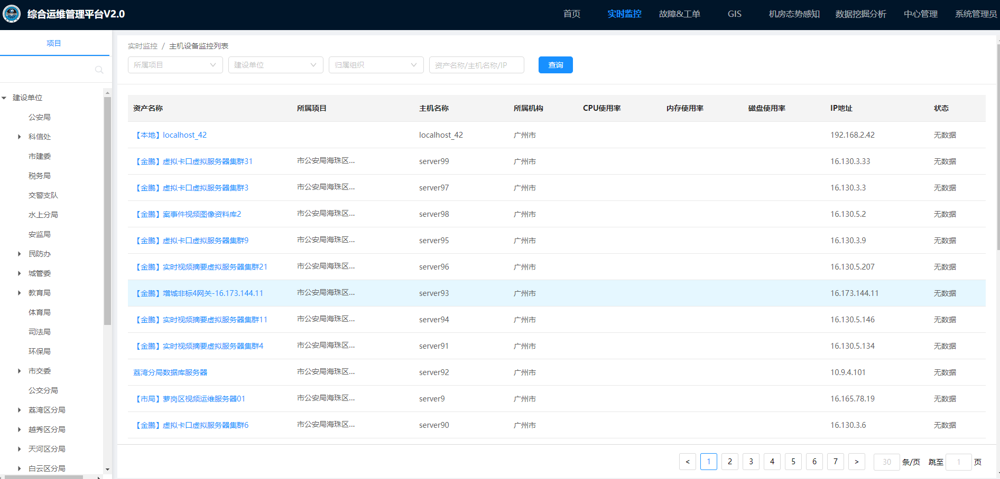 综合运维管理平台V2.0
首页 实时监控 故障&工单 GIS 机房态势感知 数据挖掘分析 中心管理 系统管理员
项目
建设单位
公安局
科信处
市建委
税务局
交警支队
水上分局
安监局
民防办
城管委
教育局
体育局
司法局
环保局
市交委
公交分局
荔湾区分局
越秀区分局
天河区分局
白云区分局
实时监控 / 主机设备监控列表
所属项目 建设单位 归属组织 资产名称/主机名称/IP 查询
资产名称 所属项目 主机名称 所属机构 CPU使用率 内存使用率 磁盘使用率 IP地址 状态
【本地】localhost_42 localhost_42 广州市 192.168.2.42 无数据
【金鹏】虚拟卡口虚拟服务器集群31 市公安局海珠区... server99 广州市 16.130.3.33 无数据
【金鹏】虚拟卡口虚拟服务器集群3 市公安局海珠区... server97 广州市 16.130.3.3 无数据
【金鹏】案事件视频图像资料库2 市公安局海珠区... server98 广州市 16.130.5.2 无数据
【金鹏】虚拟卡口虚拟服务器集群9 市公安局海珠区... server95 广州市 16.130.3.9 无数据
【金鹏】实时视频摘要虚拟服务器集群21 市公安局海珠区... server96 广州市 16.130.5.207 无数据
【金鹏】增城非标4网关-16.173.144.11 市公安局海珠区... server93 广州市 16.173.144.11 无数据
【金鹏】实时视频摘要虚拟服务器集群11 市公安局海珠区... server94 广州市 16.130.5.146 无数据
【金鹏】实时视频摘要虚拟服务器集群4 市公安局海珠区... server91 广州市 16.130.5.134 无数据
荔湾分局数据库服务器 市公安局海珠区... server92 广州市 10.9.4.101 无数据
【市局】萝岗区视频运维服务器01 市公安局海珠区... server9 广州市 16.165.78.19 无数据
【金鹏】虚拟卡口虚拟服务器集群6 市公安局海珠区... server90 广州市 16.130.3.6 无数据
< 1 2 3 4 5 6 7 > 30 条/页 跳至 1 页